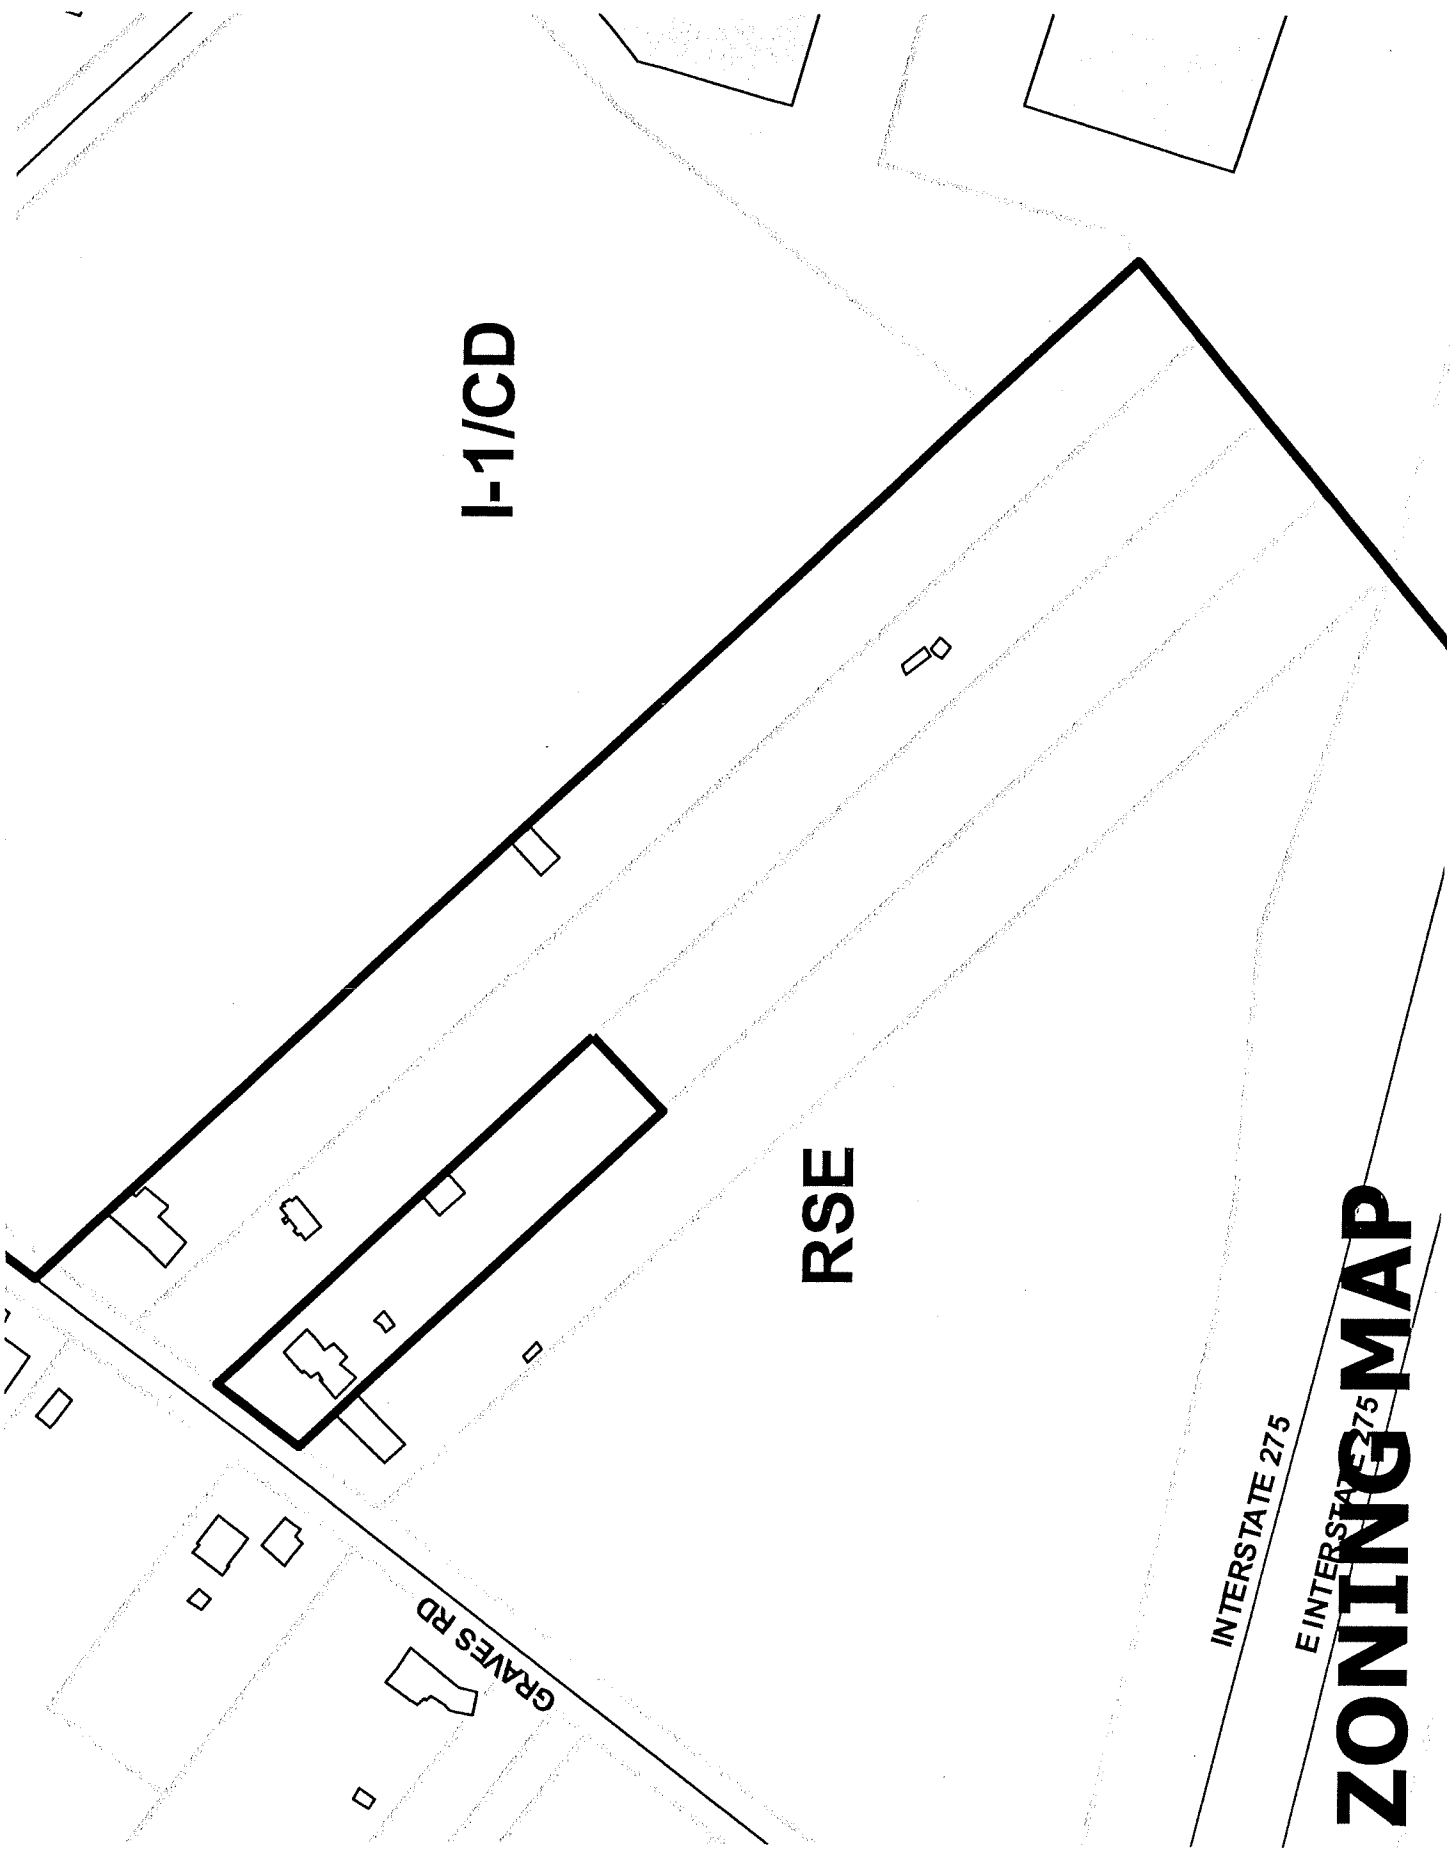 I-1/CD
RSE
GRAVES RD
INTERSTATE 275
E INTERSTATE 275
ZONING MAP